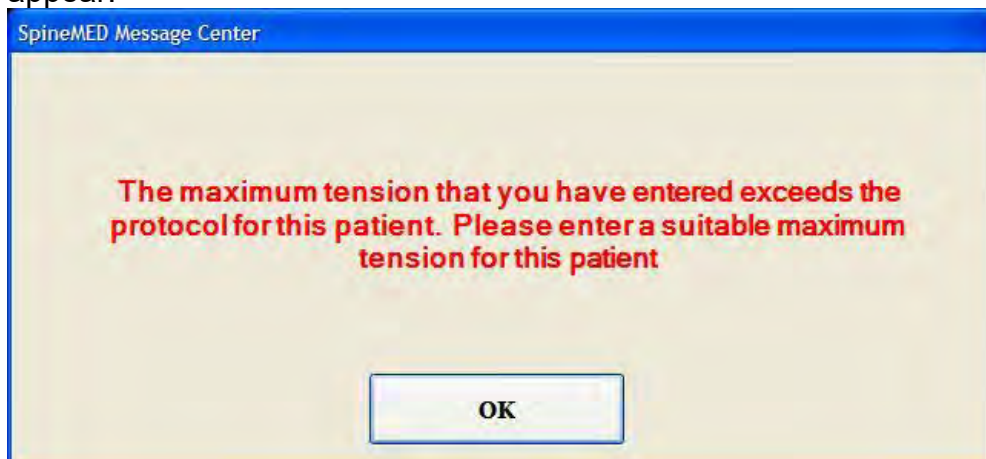 appear:
SpineMED Message Center
The maximum tension that you have entered exceeds the
protocol for this patient. Please enter a suitable maximum
tension for this patient
OK